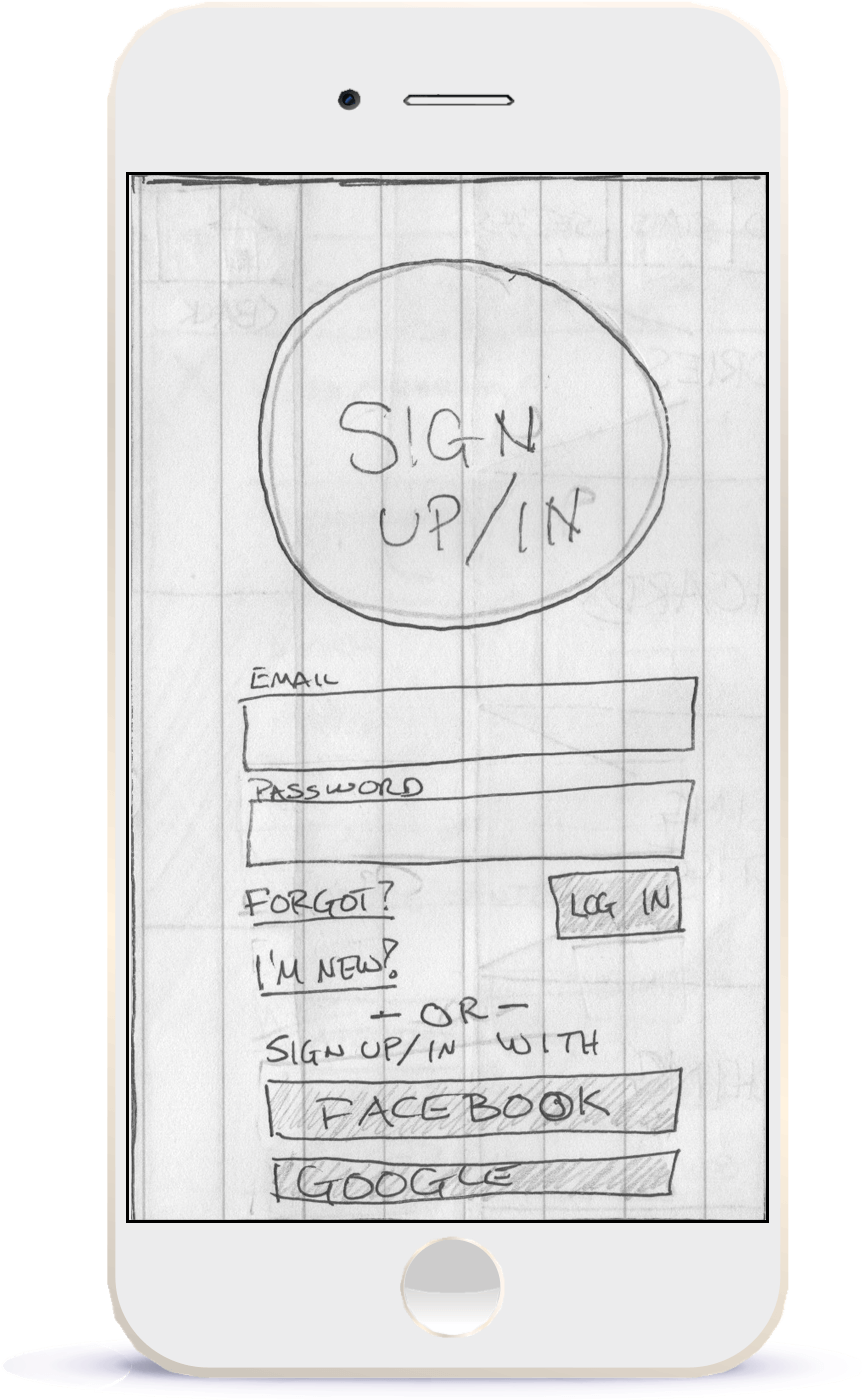 SIGN
UP/IN
EMAIL
PASSWORD
FORGOT?
LOG IN
I'M NEW?
- OR -
SIGN UP/IN WITH
FACEBOOK
GOOGLE